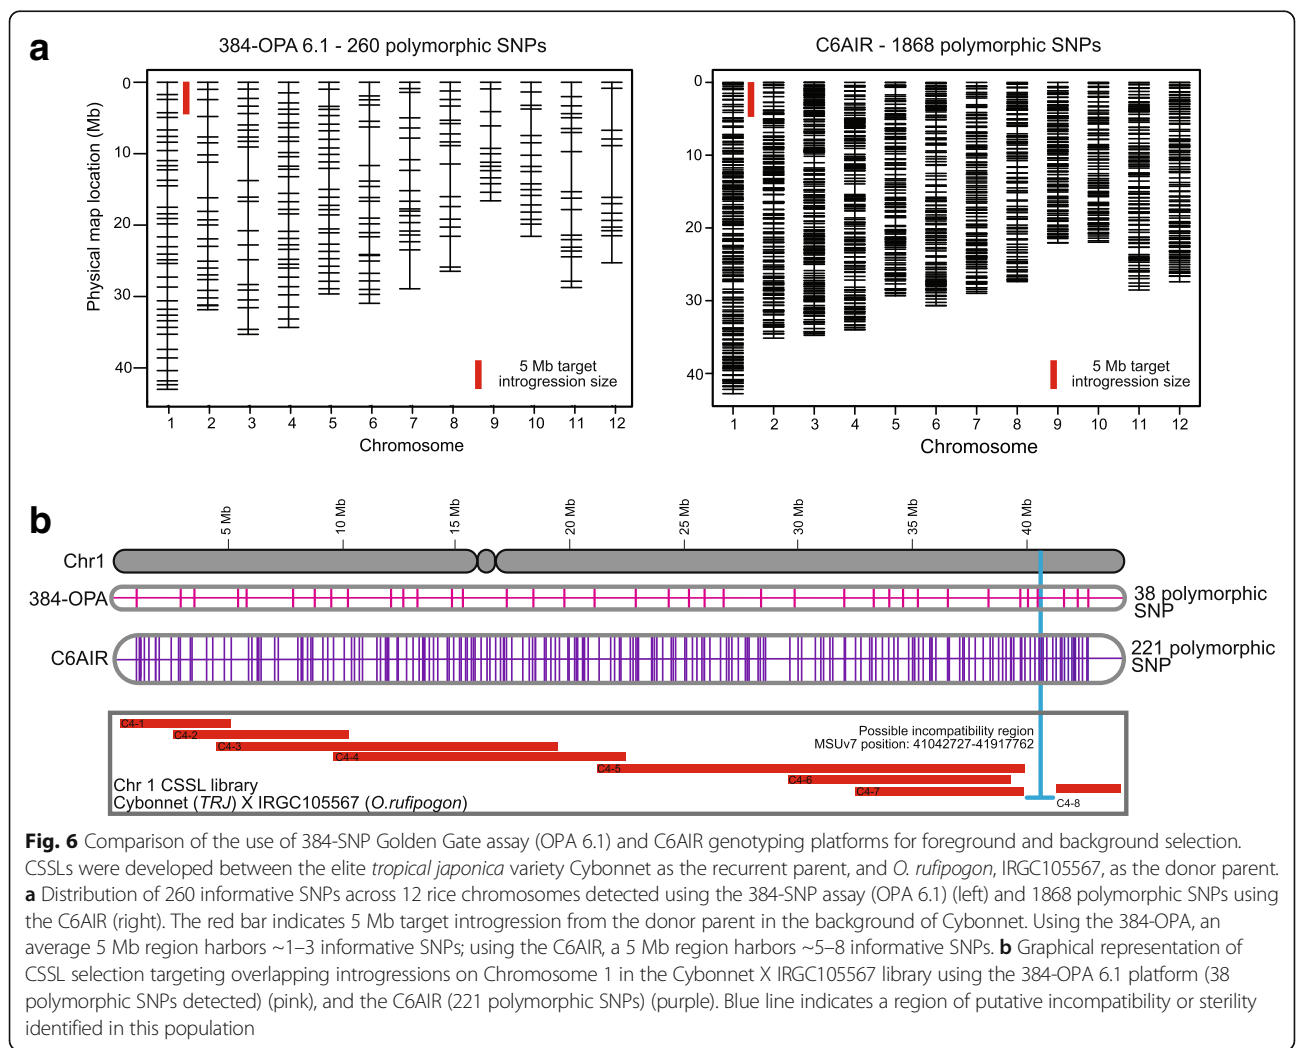 a
384-OPA 6.1 - 260 polymorphic SNPs
C6AIR - 1868 polymorphic SNPs
Physical map location (Mb)
0
10
20
30
40
5 Mb target
introgression size
1 2 3 4 5 6 7 8 9 10 11 12
Chromosome
0
10
20
30
40
5 Mb target
introgression size
1 2 3 4 5 6 7 8 9 10 11 12
Chromosome
b
5 Mb 10 Mb 15 Mb 20 Mb 25 Mb 30 Mb 35 Mb 40 Mb
Chr1
384-OPA
38 polymorphic
SNP
C6AIR
221 polymorphic
SNP
C4-1
C4-2
C4-3
C4-4
C4-5
C4-6
C4-7
C4-8
Possible incompatibility region
MSUv7 position: 41042727-41917762
Chr 1 CSSL library
Cybonnet (TRJ) X IRGC105567 (O.rufipogon)
Fig. 6 Comparison of the use of 384-SNP Golden Gate assay (OPA 6.1) and C6AIR genotyping platforms for foreground and background selection.
CSSLs were developed between the elite tropical japonica variety Cybonnet as the recurrent parent, and O. rufipogon, IRGC105567, as the donor parent.
a Distribution of 260 informative SNPs across 12 rice chromosomes detected using the 384-SNP assay (OPA 6.1) (left) and 1868 polymorphic SNPs using
the C6AIR (right). The red bar indicates 5 Mb target introgression from the donor parent in the background of Cybonnet. Using the 384-OPA, an
average 5 Mb region harbors ~1–3 informative SNPs; using the C6AIR, a 5 Mb region harbors ~5–8 informative SNPs. b Graphical representation of
CSSL selection targeting overlapping introgressions on Chromosome 1 in the Cybonnet X IRGC105567 library using the 384-OPA 6.1 platform (38
polymorphic SNPs detected) (pink), and the C6AIR (221 polymorphic SNPs) (purple). Blue line indicates a region of putative incompatibility or sterility
identified in this population